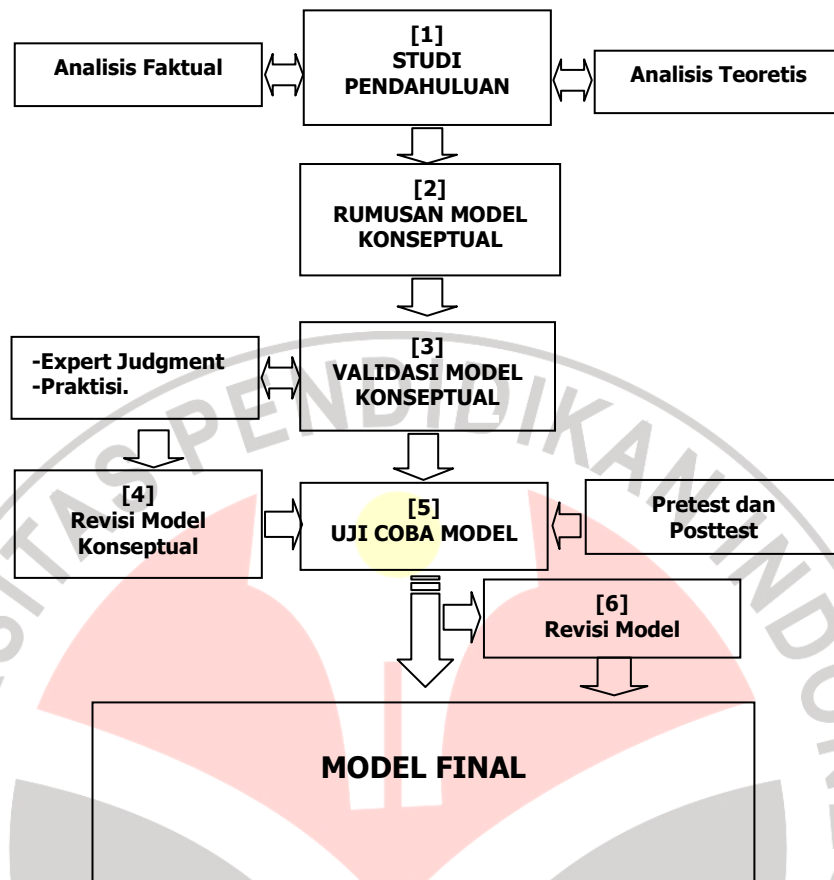 [1]
STUDI
PENDAHULUAN
Analisis Faktual
Analisis Teoretis
[2]
RUMUSAN MODEL
KONSEPTUAL
[3]
VALIDASI MODEL
KONSEPTUAL
-Expert Judgment
-Praktisi.
[4]
Revisi Model
Konseptual
[5]
UJI COBA MODEL
Pretest dan
Posttest
[6]
Revisi Model
MODEL FINAL
PENDIDIKAN